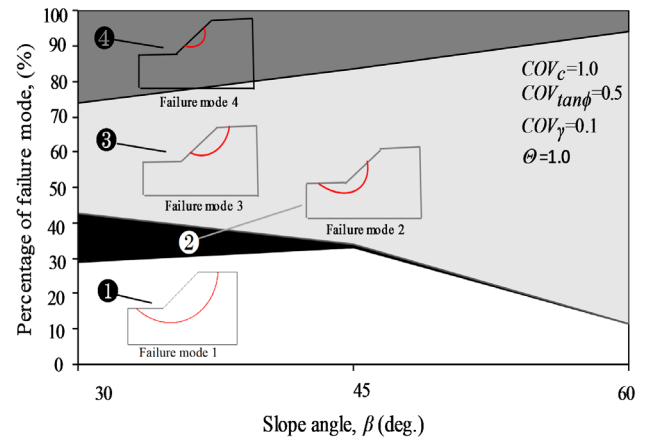 100
90
80
70
60
50
40
30
20
10
0
Percentage of failure mode, (%)
4
Failure mode 4
COVc=1.0
COVtanϕ=0.5
COVγ=0.1
Θ=1.0
3
Failure mode 3
Failure mode 2
2
1
Failure mode 1
30
45
60
Slope angle, β (deg.)